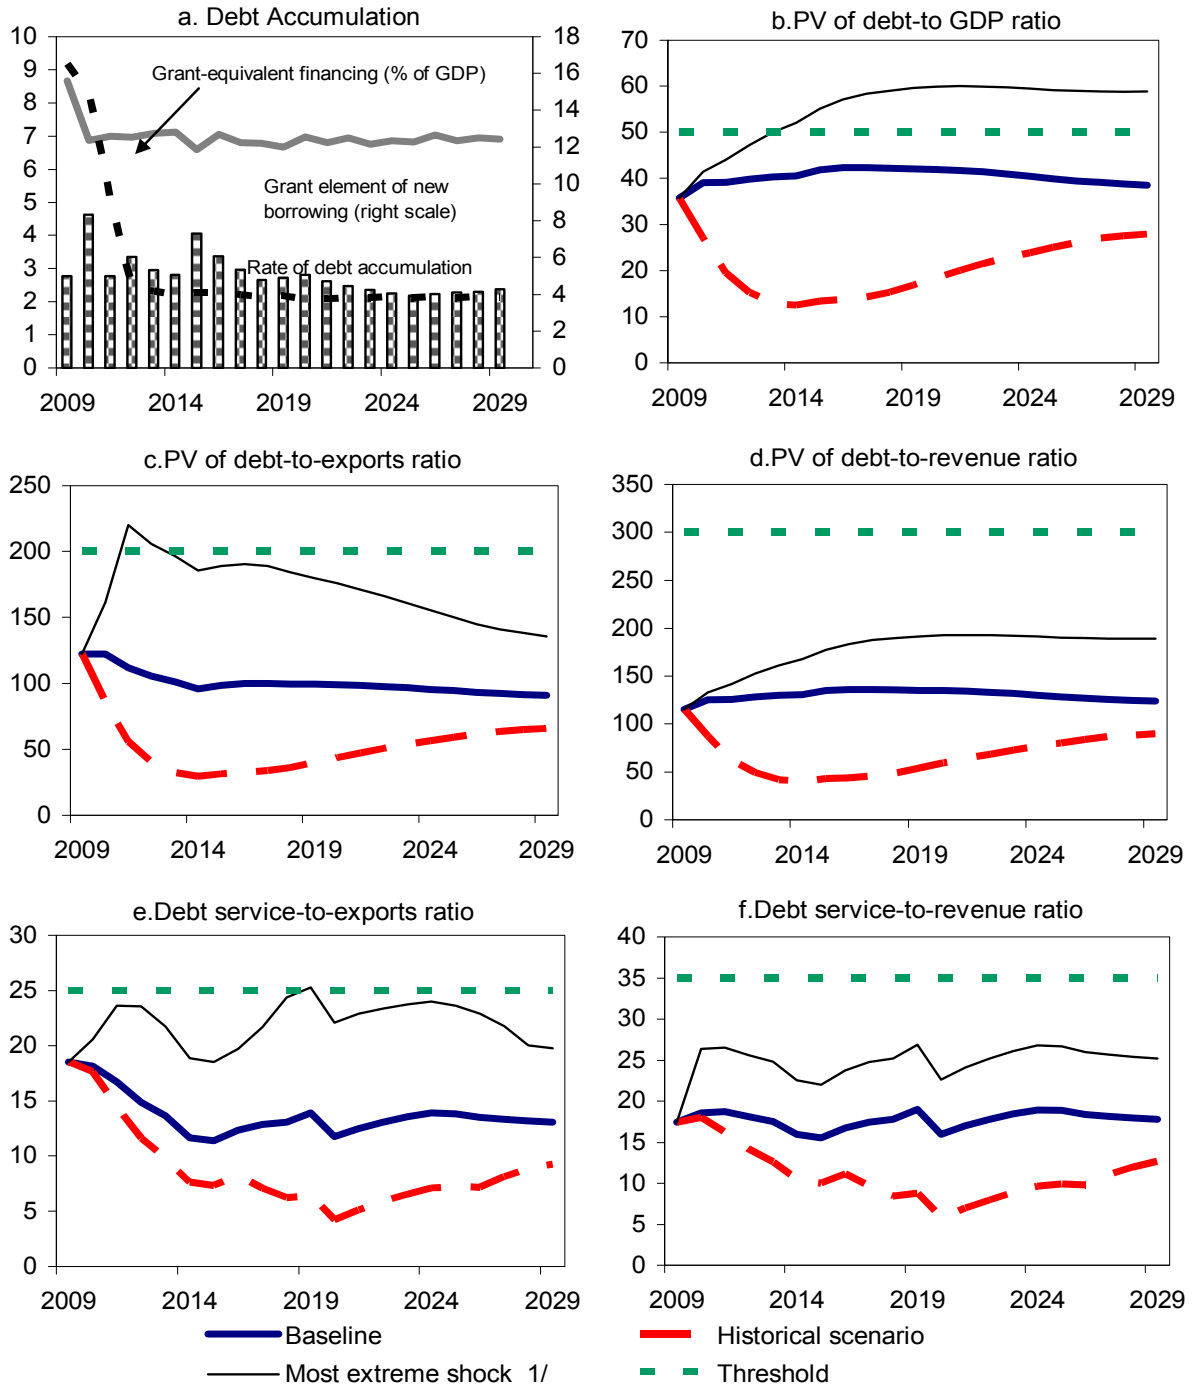 a. Debt Accumulation
10
9
8
7
6
5
4
3
2
1
0
18
16
14
12
10
8
6
4
2
0
Grant-equivalent financing (% of GDP)
Grant element of new
borrowing (right scale)
Rate of debt accumulation
2009 2014 2019 2024 2029
b.PV of debt-to GDP ratio
70
60
50
40
30
20
10
0
2009 2014 2019 2024 2029
c.PV of debt-to-exports ratio
250
200
150
100
50
0
2009 2014 2019 2024 2029
d.PV of debt-to-revenue ratio
350
300
250
200
150
100
50
0
2009 2014 2019 2024 2029
e.Debt service-to-exports ratio
30
25
20
15
10
5
0
2009 2014 2019 2024 2029
f.Debt service-to-revenue ratio
40
35
30
25
20
15
10
5
0
2009 2014 2019 2024 2029
Baseline
Historical scenario
Most extreme shock 1/
Threshold